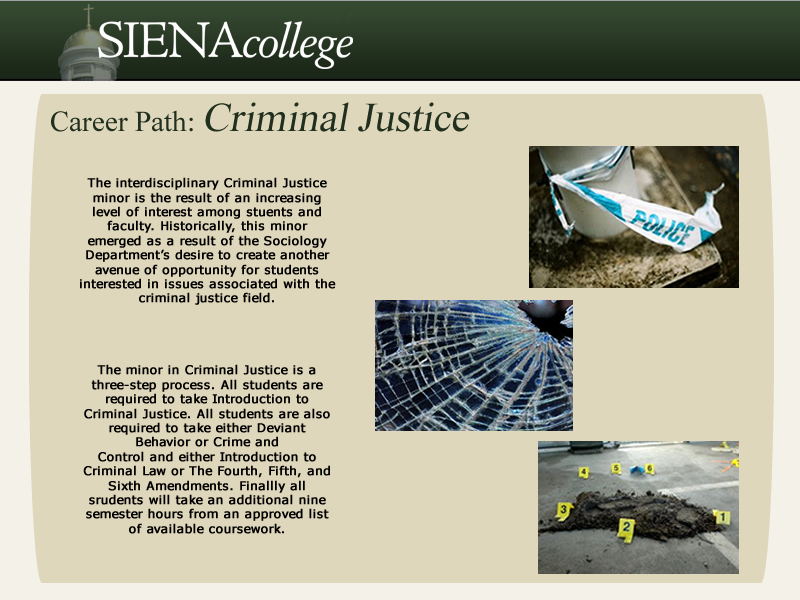 SIENAcollege
Career Path: Criminal Justice
The interdisciplinary Criminal Justice
minor is the result of an increasing
level of interest among stuents and
faculty. Historically, this minor
emerged as a result of the Sociology
Department's desire to create another
avenue of opportunity for students
interested in issues associated with the
criminal justice field.
POLICE
The minor in Criminal Justice is a
three-step process. All students are
required to take Introduction to
Criminal Justice. All students are also
required to take either Deviant
Behavior or Crime and
Control and either Introduction to
Criminal Law or The Fourth, Fifth, and
Sixth Amendments. Finallly all
srudents will take an additional nine
semester hours from an approved list
of available coursework.
4 5 6
3 2 1